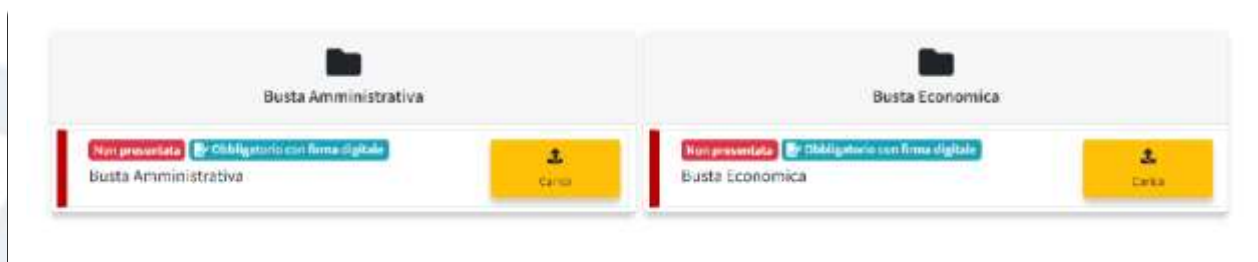 Busta Amministrativa
Busta Economica
Non presentata Obbligatorio con firma digitale
Busta Amministrativa
Carica
Non presentata Obbligatorio con firma digitale
Busta Economica
Carica